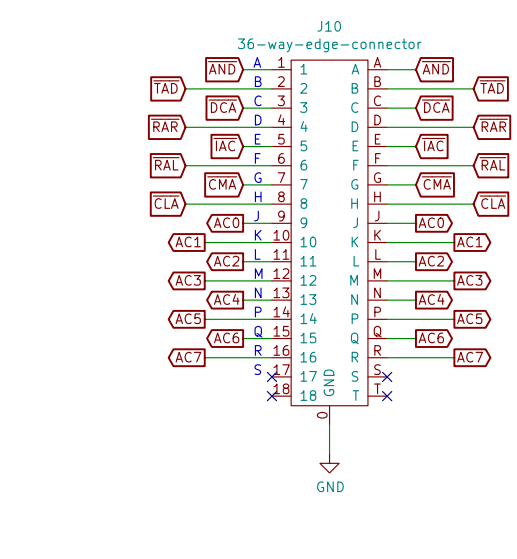 J10
36-way-edge-connector
AND A 1 1 A A AND
TAD B 2 2 B B TAD
DCA C 3 3 C C DCA
RAR D 4 4 D D RAR
IAC E 5 5 E E IAC
RAL F 6 6 F F RAL
CMA G 7 7 G G CMA
CLA H 8 8 H H CLA
AC0 J 9 9 J J AC0
AC1 K 10 10 K K AC1
AC2 L 11 11 L L AC2
AC3 M 12 12 M M AC3
AC4 N 13 13 N N AC4
AC5 P 14 14 P P AC5
AC6 Q 15 15 Q Q AC6
AC7 R 16 16 R R AC7
S 17 17 S S
18 18 T T
GND
0
GND